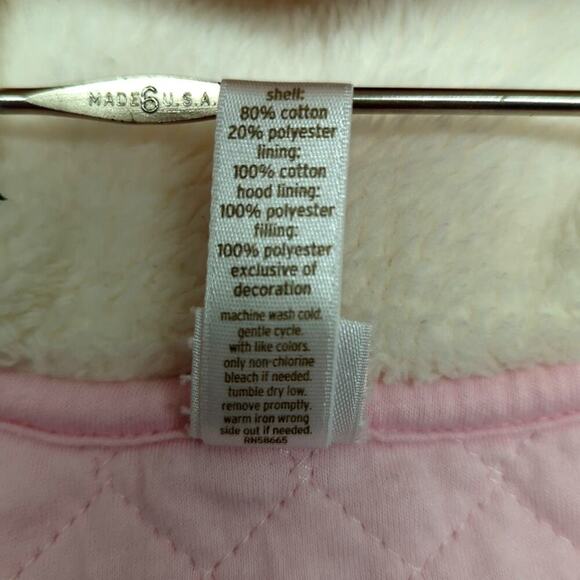 MADE 6 U.S.A.
shell:
80% cotton
20% polyester
lining:
100% cotton
hood lining:
100% polyester
filling:
100% polyester
exclusive of
decoration
machine wash cold.
gentle cycle.
with like colors.
only non-chlorine
bleach if needed.
tumble dry low.
remove promptly.
warm iron wrong
side out if needed.
RN58665